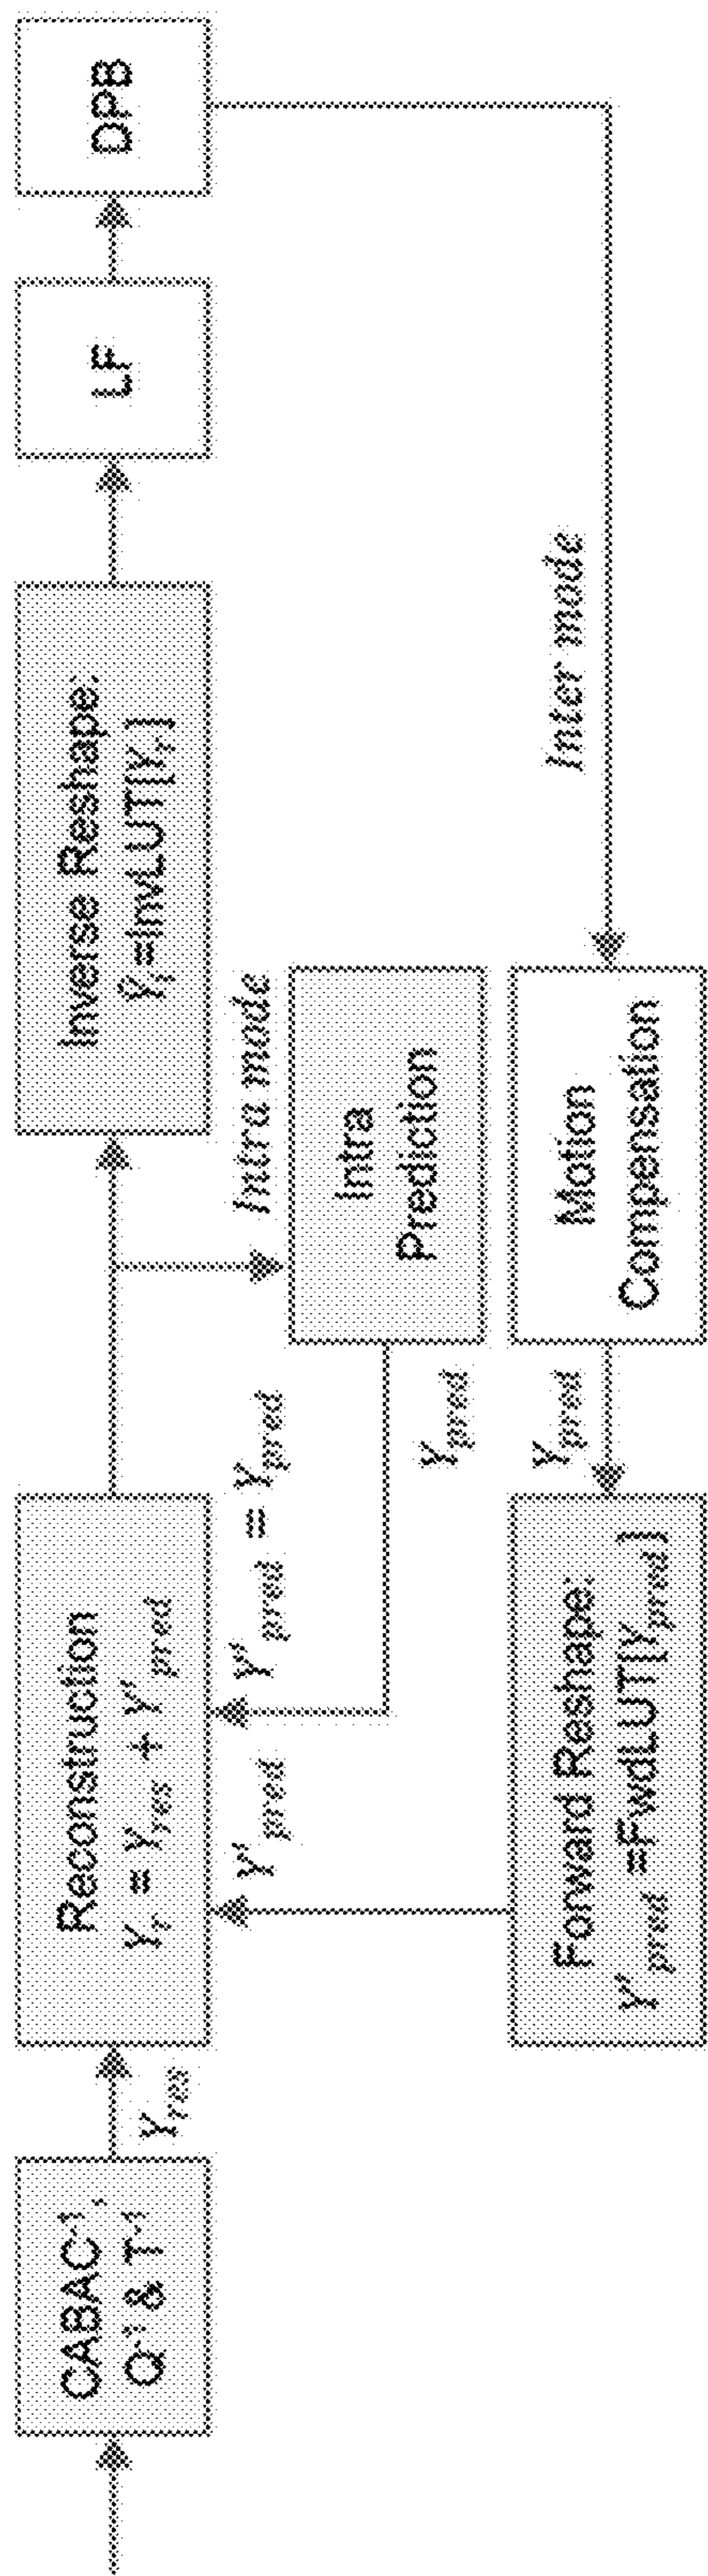 CABAC⁻¹,
Q⁻¹ & T⁻¹
Y_res
Reconstruction
Y_r = Y_res + Y'_pred
Inverse Reshape:
Ŷ_r=InvLUT[Y_r]
LF
DPB
Y'_pred
Y'_pred = Y_pred
Intra mode
Intra
Prediction
Y_pred
Inter mode
Forward Reshape:
Y'_pred =FwdLUT[Y_pred]
Y_pred
Motion
Compensation